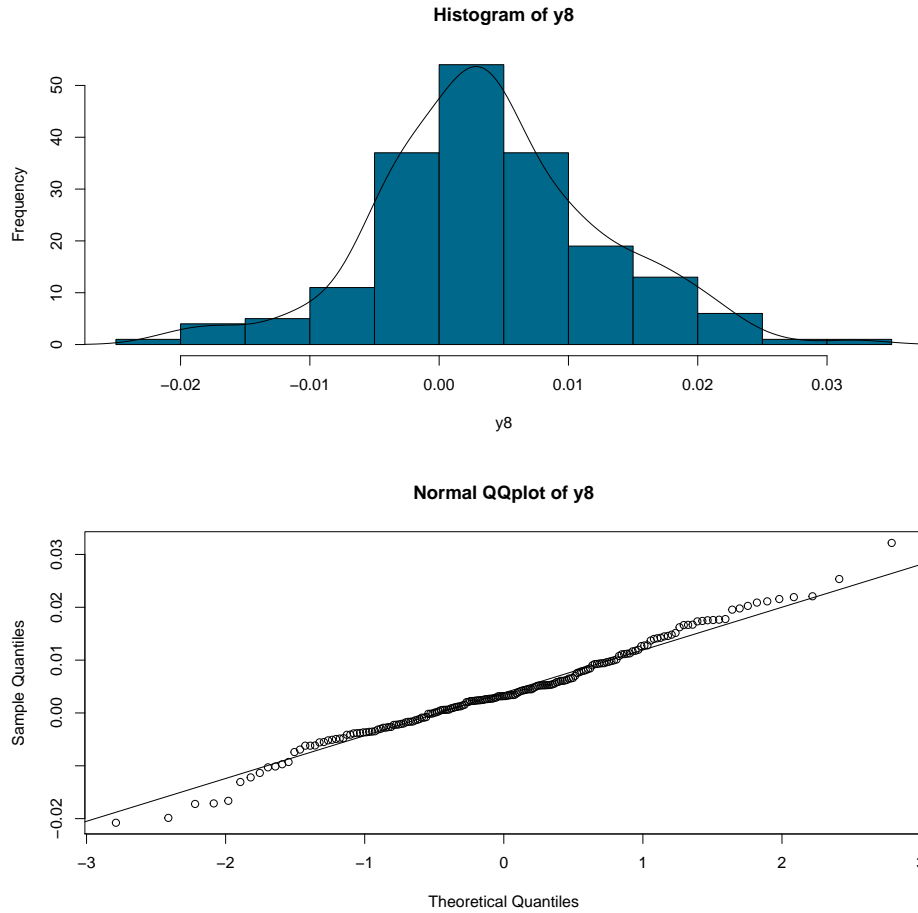 Histogram of y8
50
40
30
20
10
0
Frequency
−0.02 −0.01 0.00 0.01 0.02 0.03
y8
Normal QQplot of y8
0.03
0.02
0.01
0.00
−0.02
Sample Quantiles
−3 −2 −1 0 1 2 3
Theoretical Quantiles